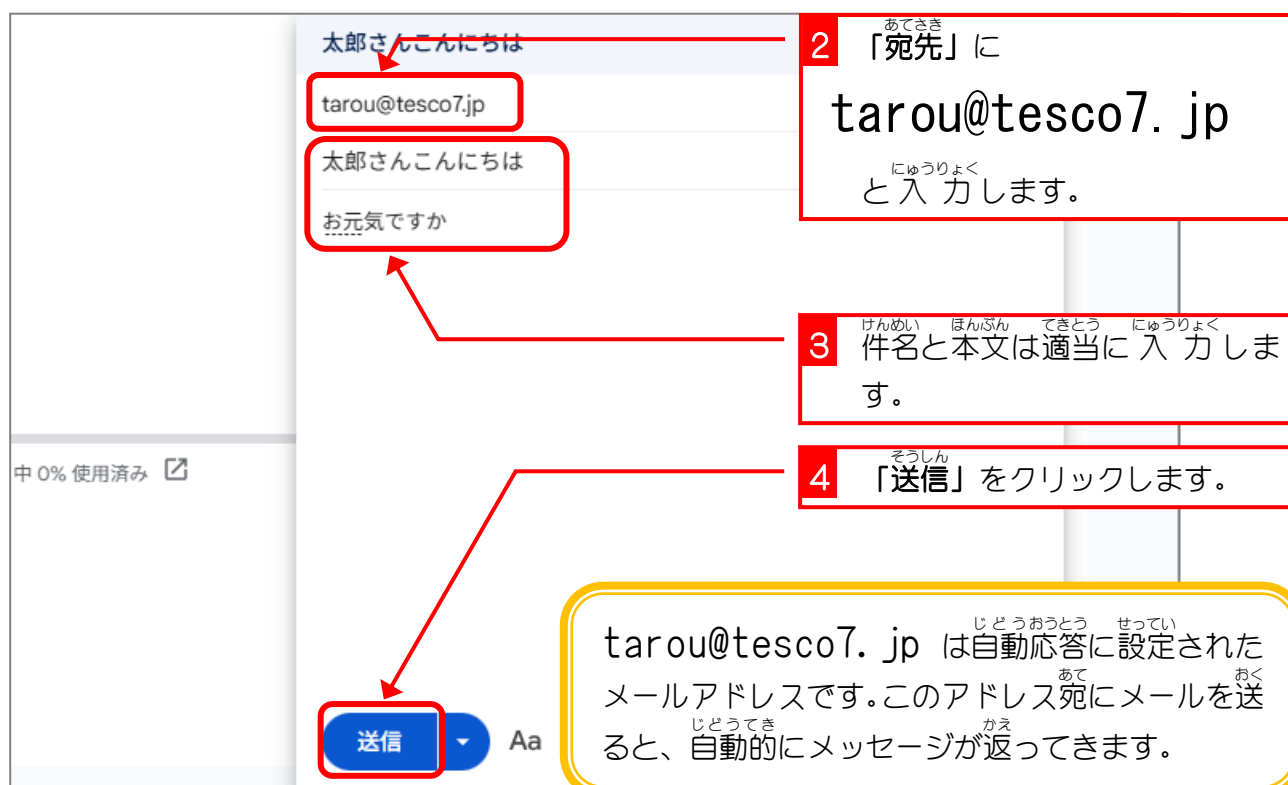 太郎さんこんにちは
tarou@tesco7.jp
太郎さんこんにちは
お元気ですか
中 0% 使用済み
送信
Aa
2
あてさき
「宛先」に
tarou@tesco7.jp
にゅうりょく
と入力します。
3
けんめい ほんぶん てきとう にゅうりょく
件名と本文は適当に入力しま
す。
4
そうしん
「送信」をクリックします。
じどうおうとう せってい
tarou@tesco7.jp は自動応答に設定された
あて おく
メールアドレスです。このアドレス宛にメールを送
じどうてき かえ
ると、自動的にメッセージが返ってきます。